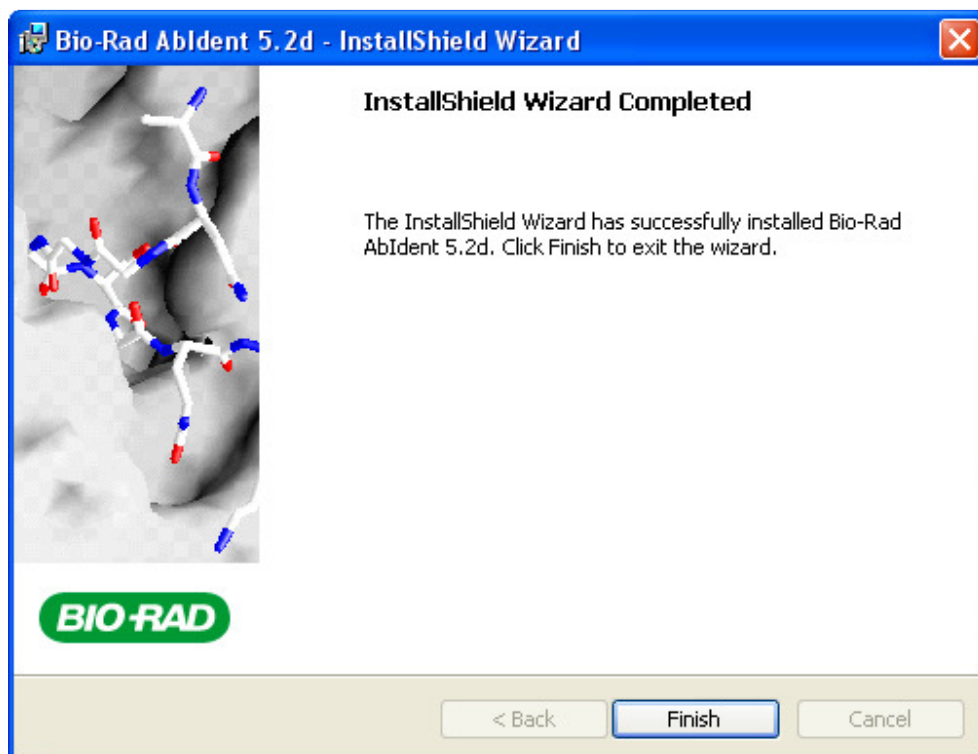 Bio-Rad AbIdent 5.2d - InstallShield Wizard
InstallShield Wizard Completed
The InstallShield Wizard has successfully installed Bio-Rad
AbIdent 5.2d. Click Finish to exit the wizard.
BIO-RAD
< Back
Finish
Cancel